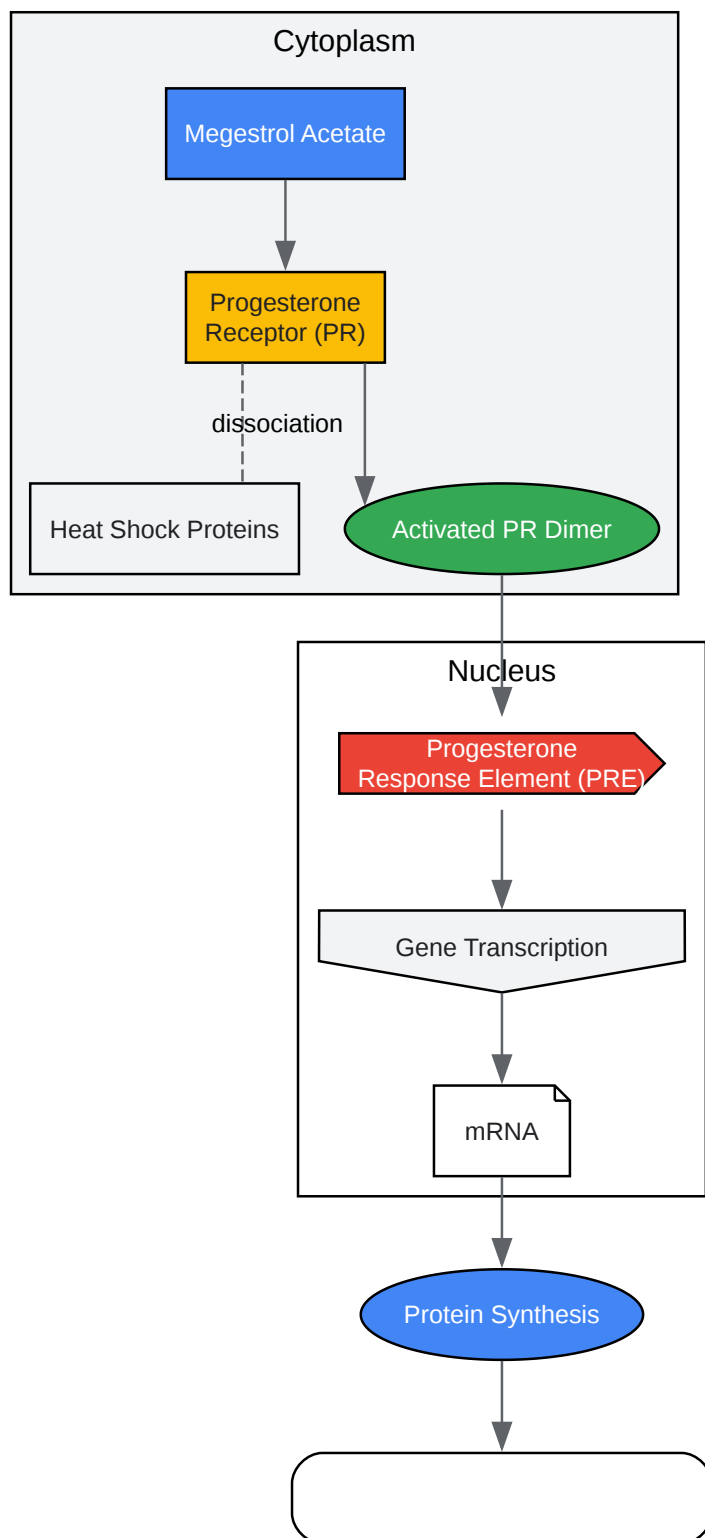 Cytoplasm
Megestrol Acetate
Progesterone
Receptor (PR)
dissociation
Heat Shock Proteins
Activated PR Dimer
Nucleus
Progesterone
Response Element (PRE)
Gene Transcription
mRNA
Protein Synthesis